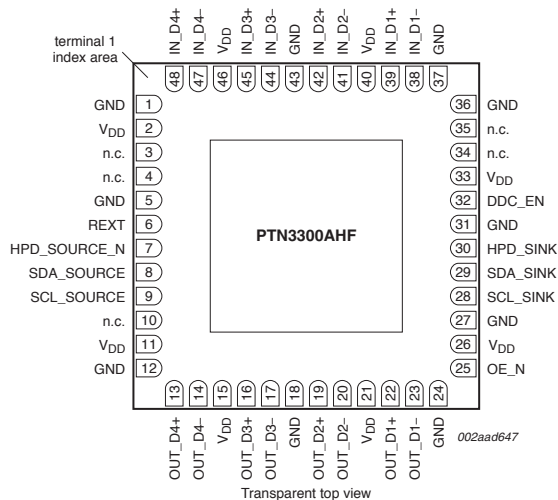 IN_D4+
IN_D4−
VDD
IN_D3+
IN_D3−
GND
IN_D2+
IN_D2−
VDD
IN_D1+
IN_D1−
GND
terminal 1
index area
48 47 46 45 44 43 42 41 40 39 38 37
GND 1
VDD 2
n.c. 3
n.c. 4
GND 5
REXT 6
HPD_SOURCE_N 7
SDA_SOURCE 8
SCL_SOURCE 9
n.c. 10
VDD 11
GND 12
PTN3300AHF
36 GND
35 n.c.
34 n.c.
33 VDD
32 DDC_EN
31 GND
30 HPD_SINK
29 SDA_SINK
28 SCL_SINK
27 GND
26 VDD
25 OE_N
13 14 15 16 17 18 19 20 21 22 23 24
OUT_D4+
OUT_D4−
VDD
OUT_D3+
OUT_D3−
GND
OUT_D2+
OUT_D2−
VDD
OUT_D1+
OUT_D1−
GND
002aad647
Transparent top view